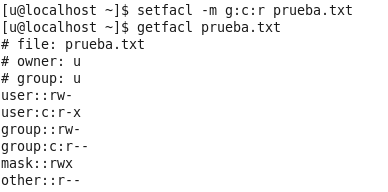 [u@localhost ~]$ setfacl -m g:c:r prueba.txt
[u@localhost ~]$ getfacl prueba.txt
# file: prueba.txt
# owner: u
# group: u
user::rw-
user:c:r-x
group::rw-
group:c:r--
mask::rwx
other::r--